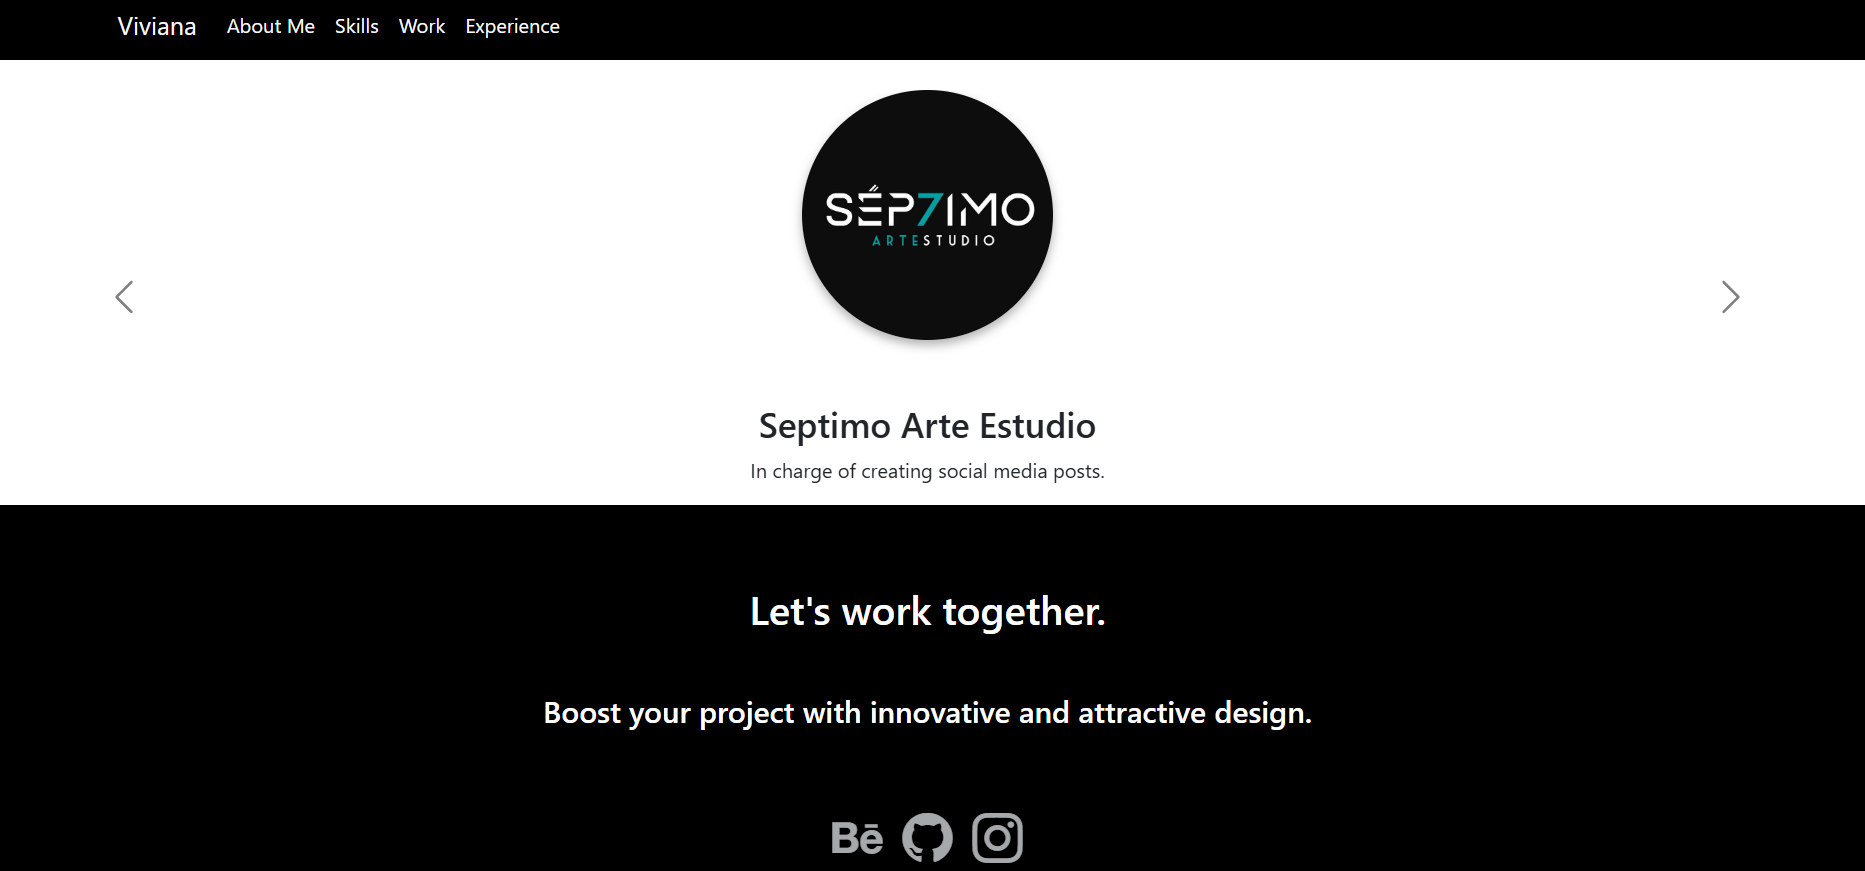 Viviana About Me Skills Work Experience
SÉP7IMO
ARTESTUDIO
Septimo Arte Estudio
In charge of creating social media posts.
Let's work together.
Boost your project with innovative and attractive design.
Bē